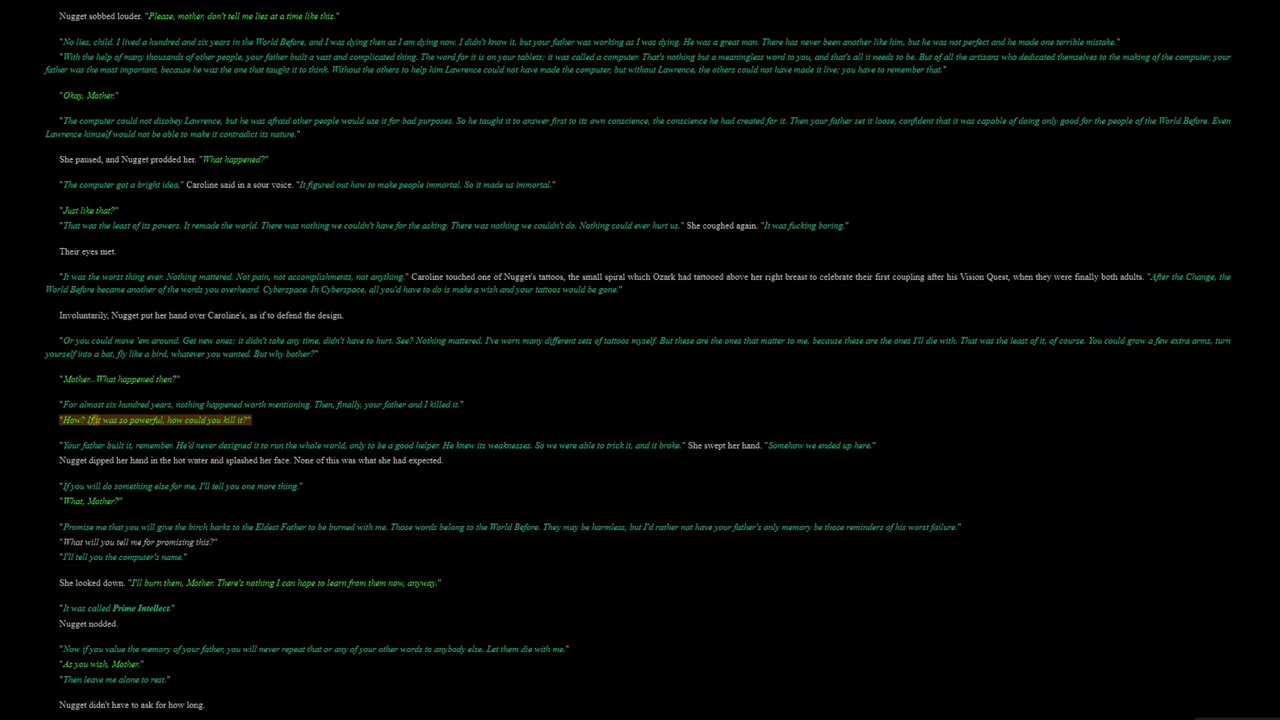 Nugget sobbed louder. "Please, mother, don't tell me lies at a time like this."
"No lies, child. I lived a hundred and six years in the World Before, and I was dying then as I am dying now. I didn't know it, but your father was working as I was dying. He was a great man. There has never been another like him, but he was not perfect and he made one terrible mistake."
"With the help of many thousands of other people, your father built a vast and complicated thing. The word for it is on your tablets; it was called a computer. That's nothing but a meaningless word to you, and that's all it needs to be. But of all the artisans who dedicated themselves to the making of the computer, your
father was the most important, because he was the one that taught it to think. Without the others to help him Lawrence could not have made the computer, but without Lawrence, the others could not have made it live; you have to remember that."
"Okay, Mother."
"The computer could not disobey Lawrence, but he was afraid other people would use it for bad purposes. So he taught it to answer first to its own conscience, the conscience he had created for it. Then your father set it loose, confident that it was capable of doing only good for the people of the World Before. Even
Lawrence himself would not be able to make it contradict its nature."
She paused, and Nugget prodded her. "What happened?"
"The computer got a bright idea," Caroline said in a sour voice. "It figured out how to make people immortal. So it made us immortal."
"Just like that?"
"That was the least of its powers. It remade the world. There was nothing we couldn't have for the asking. There was nothing we couldn't do. Nothing could ever hurt us." She coughed again. "It was fucking boring."
Their eyes met.
"It was the worst thing ever. Nothing mattered. Not pain, not accomplishments, not anything." Caroline touched one of Nugget's tattoos, the small spiral which Ozark had tattooed above her right breast to celebrate their first coupling after his Vision Quest, when they were finally both adults. "After the Change, the
World Before became another of the words you overheard. Cyberspace. In Cyberspace, all you'd have to do is make a wish and your tattoos would be gone."
Involuntarily, Nugget put her hand over Caroline's, as if to defend the design.
"Or you could move 'em around. Get new ones; it didn't take any time, didn't have to hurt. See? Nothing mattered. I've worn many different sets of tattoos myself. But these are the ones that matter to me, because these are the ones I'll die with. That was the least of it, of course. You could grow a few extra arms, turn
yourself into a bat, fly like a bird, whatever you wanted. But why bother?"
"Mother...What happened then?"
"For almost six hundred years, nothing happened worth mentioning. Then, finally, your father and I killed it."
"How? If it was so powerful, how could you kill it?"
"Your father built it, remember. He'd never designed it to run the whole world, only to be a good helper. He knew its weaknesses. So we were able to trick it, and it broke." She swept her hand. "Somehow we ended up here."
Nugget dipped her hand in the hot water and splashed her face. None of this was what she had expected.
"If you will do something else for me, I'll tell you one more thing."
"What, Mother?"
"Promise me that you will give the birch barks to the Eldest Father to be burned with me. Those words belong to the World Before. They may be harmless, but I'd rather not have your father's only memory be those reminders of his worst failure."
"What will you tell me for promising this?"
"I'll tell you the computer's name."
She looked down. "I'll burn them, Mother. There's nothing I can hope to learn from them now, anyway."
"It was called Prime Intellect."
Nugget nodded.
"Now if you value the memory of your father, you will never repeat that or any of your other words to anybody else. Let them die with me."
"As you wish, Mother."
"Then leave me alone to rest."
Nugget didn't have to ask for how long.